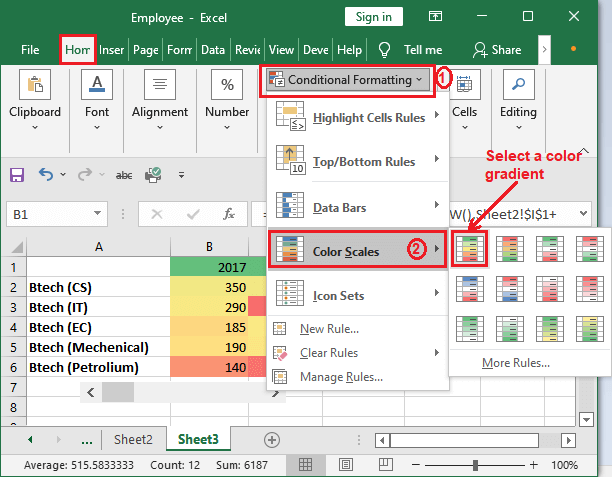 Employee - Excel
Sign in
File
Hom
Inser
Page
Form
Data
Revi
View
Deve
Help
Tell me
Share
Conditional Formatting
1
Clipboard
Font
Alignment
%
Number
Cells
Editing
Highlight Cells Rules
10
Top/Bottom Rules
Select a color
gradient
abc
Data Bars
B1
W(),Sheet2!$I$1+
Color Scales
2
A B
1 2017
2 Btech (CS) 350
3 Btech (IT) 290
4 Btech (EC) 185
5 Btech (Mechenical) 190
6 Btech (Petrolium) 140
7
8
Icon Sets
New Rule...
Clear Rules
Manage Rules...
More Rules...
... Sheet2 Sheet3
Average: 515.5833333 Count: 12 Sum: 6187 100%